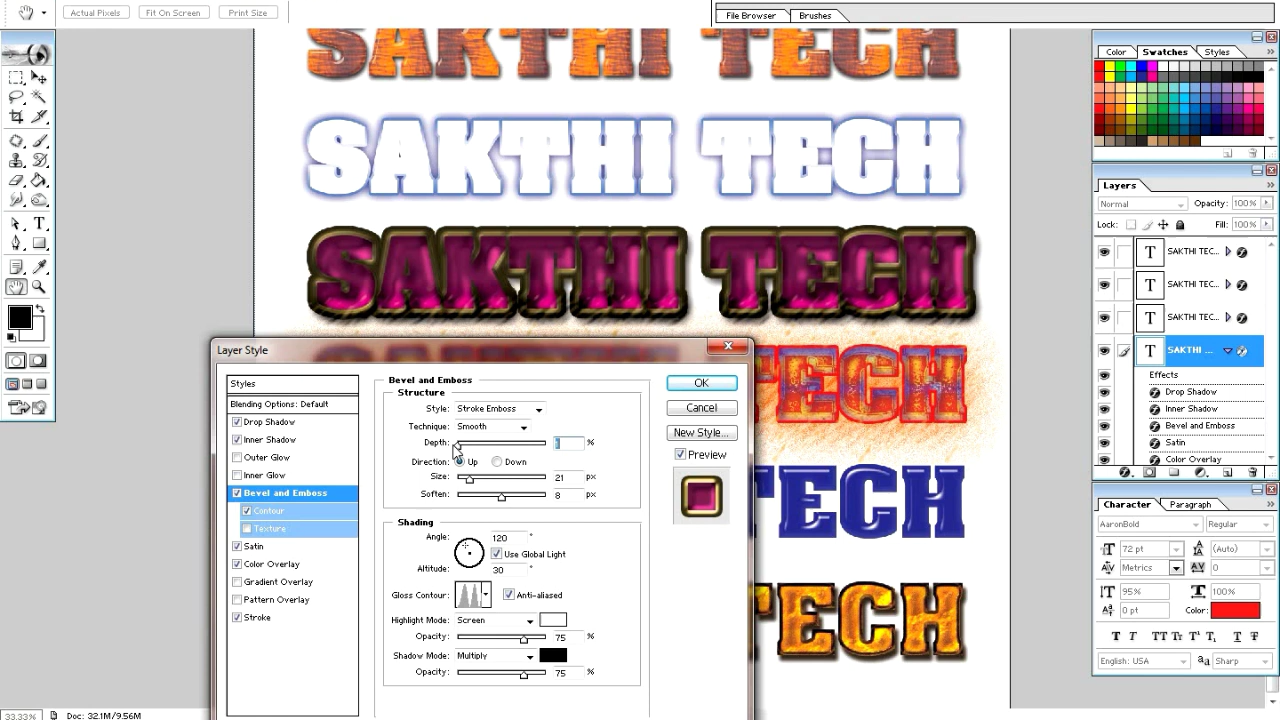 Actual Pixels
Fit On Screen
Print Size
File Browser
Brushes
SAKTHI TECH
SAKTHI TECH
SAKTHI TECH
TECH
TECH
TECH
Color
Swatches
Styles
Layers
Normal
Opacity: 100%
Lock:
Fill: 100%
T SAKTHI TEC...
T SAKTHI TEC...
T SAKTHI TEC...
T SAKTHI ...
Effects
Drop Shadow
Inner Shadow
Bevel and Emboss
Satin
Color Overlay
Character
Paragraph
AaronBold
Regular
72 pt
(Auto)
Metrics
0
95%
100%
0 pt
Color:
English: USA
aa
Sharp
Layer Style
Styles
Blending Options: Default
Drop Shadow
Inner Shadow
Outer Glow
Inner Glow
Bevel and Emboss
Contour
Texture
Satin
Color Overlay
Gradient Overlay
Pattern Overlay
Stroke
Bevel and Emboss
Structure
Style: Stroke Emboss
Technique: Smooth
Depth: %
Direction: Up Down
Size: 21 px
Soften: 8 px
Shading
Angle: 120 °
Use Global Light
Altitude: 30 °
Gloss Contour: Anti-aliased
Highlight Mode: Screen
Opacity: 75 %
Shadow Mode: Multiply
Opacity: 75 %
OK
Cancel
New Style...
Preview
33.33%
Doc: 32.1M/9.56M